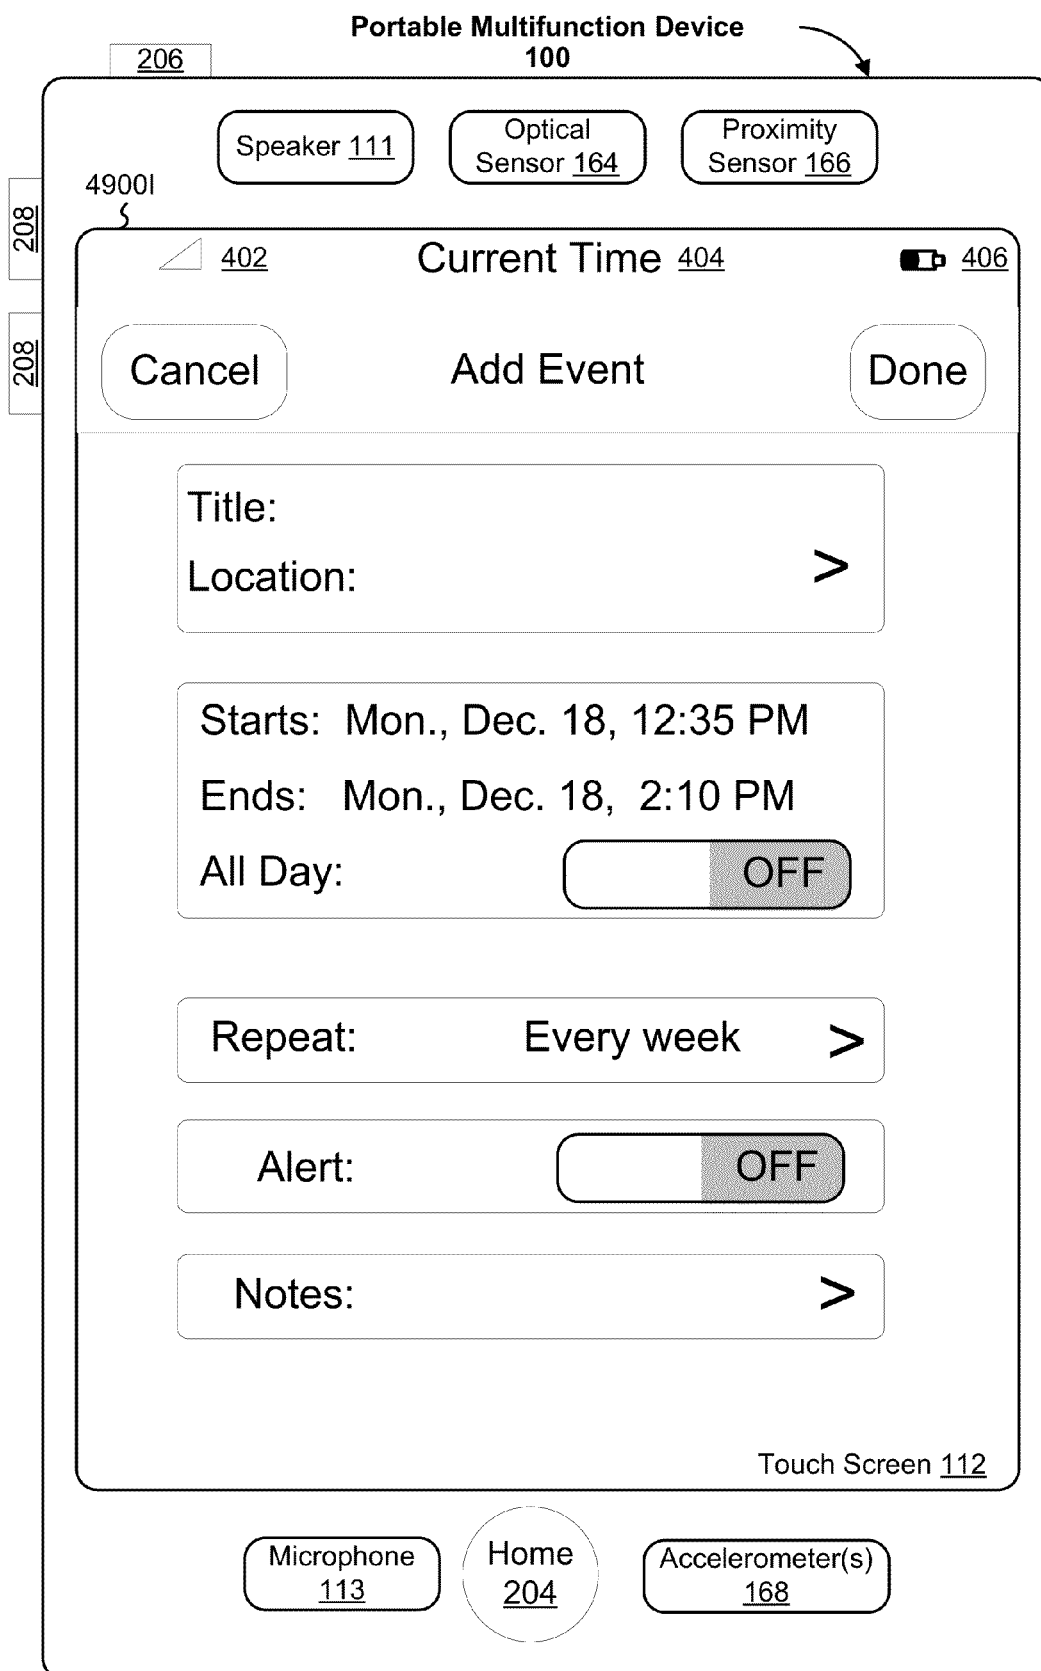 Portable Multifunction Device
100
206
Speaker 111
Optical
Sensor 164
Proximity
Sensor 166
4900I
208
208
402
Current Time 404
406
Cancel
Add Event
Done
Title:
Location:
>
Starts: Mon., Dec. 18, 12:35 PM
Ends: Mon., Dec. 18, 2:10 PM
All Day:
OFF
Repeat:
Every week
>
Alert:
OFF
Notes:
>
Touch Screen 112
Microphone
113
Home
204
Accelerometer(s)
168